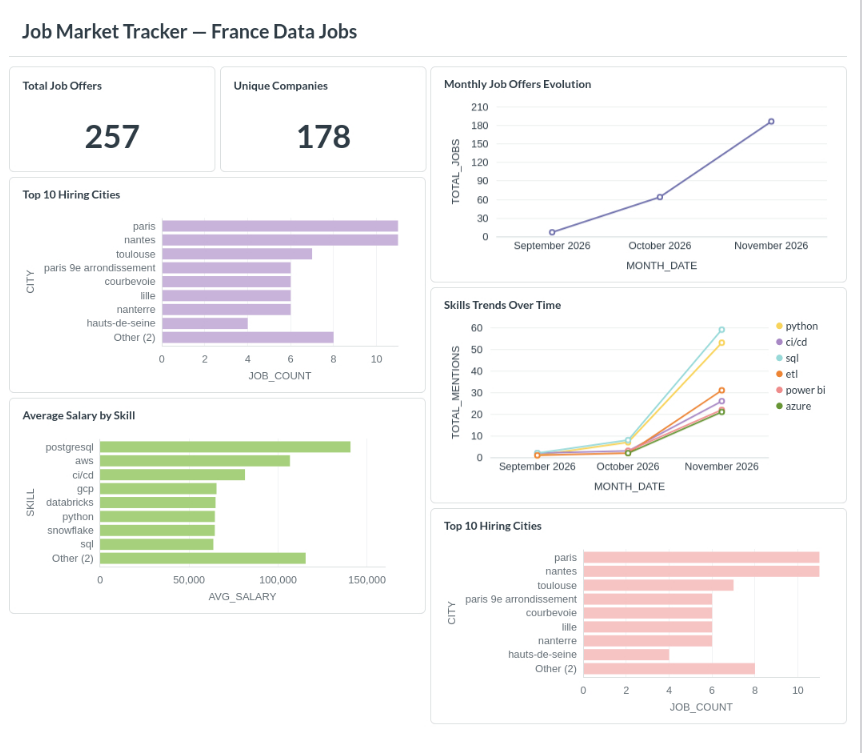 Job Market Tracker — France Data Jobs
Total Job Offers
257
Unique Companies
178
Top 10 Hiring Cities
CITY
paris
nantes
toulouse
paris 9e arrondissement
courbevoie
lille
nanterre
hauts-de-seine
Other (2)
0 2 4 6 8 10
JOB_COUNT
Average Salary by Skill
SKILL
postgresql
aws
ci/cd
gcp
databricks
python
snowflake
sql
Other (2)
0 50,000 100,000 150,000
AVG_SALARY
Monthly Job Offers Evolution
TOTAL_JOBS
210
180
150
120
90
60
30
0
September 2026 October 2026 November 2026
MONTH_DATE
Skills Trends Over Time
TOTAL_MENTIONS
60
50
40
30
20
10
0
September 2026 October 2026 November 2026
MONTH_DATE
python
ci/cd
sql
etl
power bi
azure
Top 10 Hiring Cities
CITY
paris
nantes
toulouse
paris 9e arrondissement
courbevoie
lille
nanterre
hauts-de-seine
Other (2)
0 2 4 6 8 10
JOB_COUNT